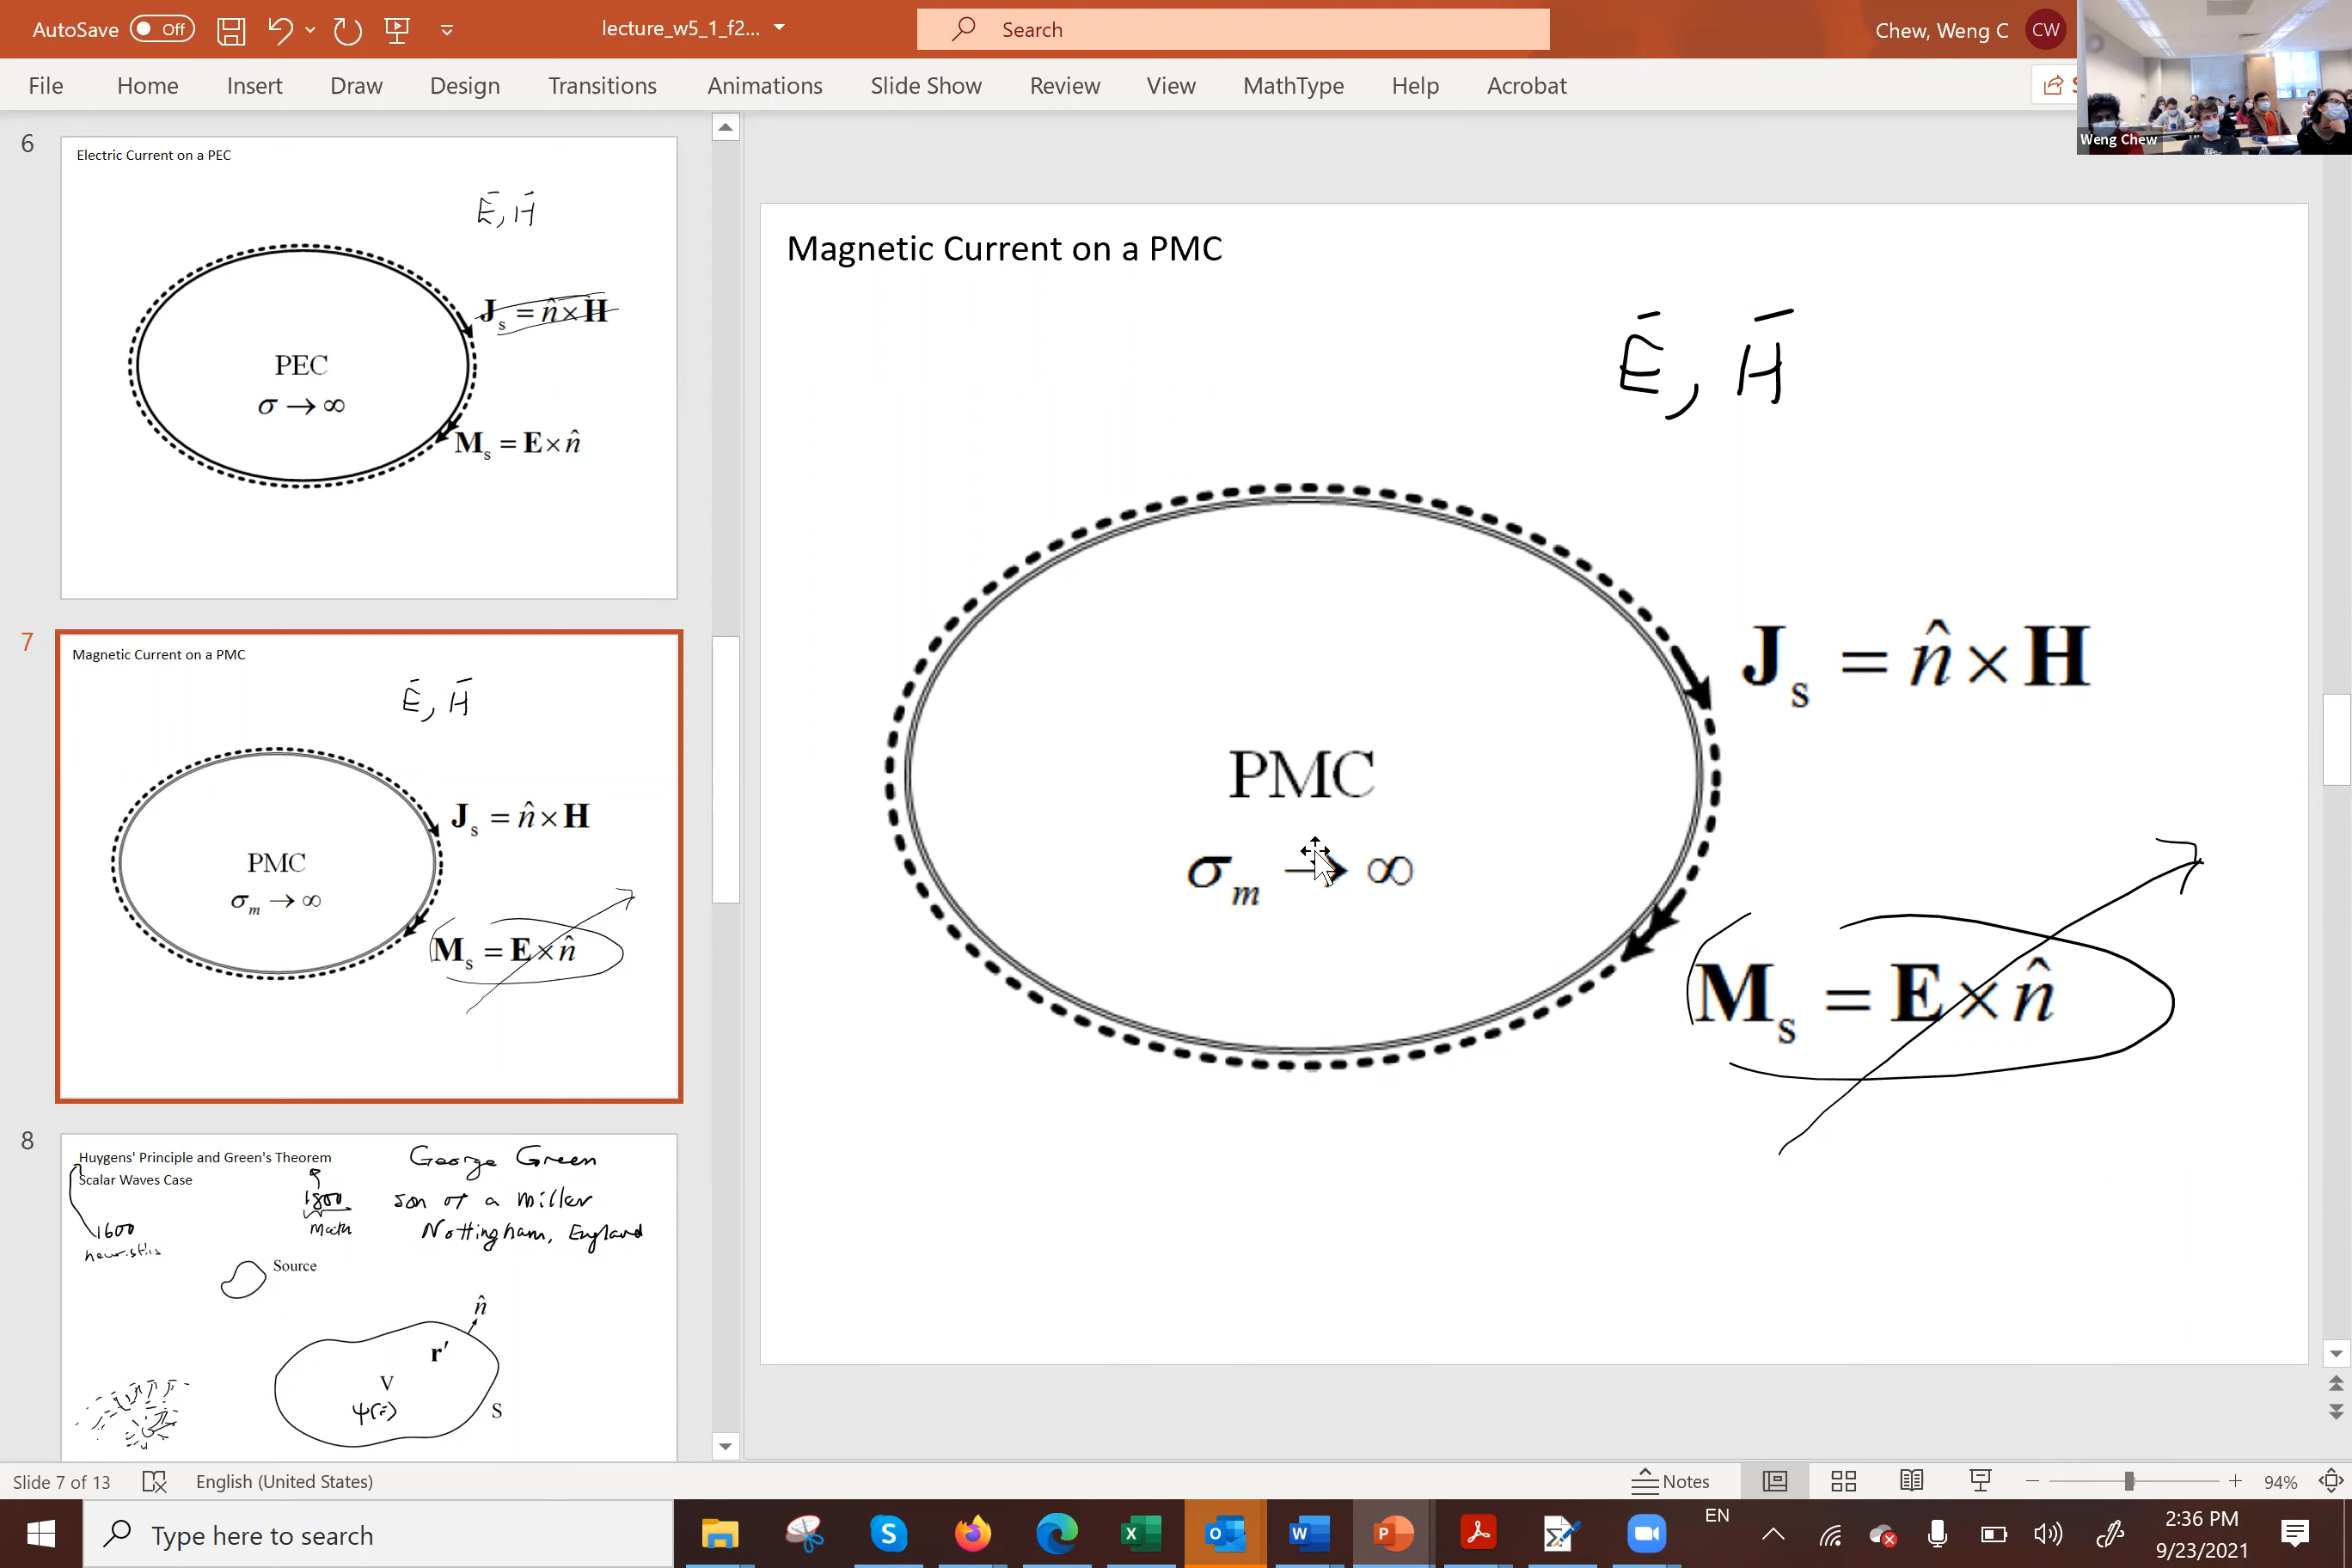 AutoSave Off lecture_w5_1_f2... Search Chew, Weng C CW
File Home Insert Draw Design Transitions Animations Slide Show Review View MathType Help Acrobat
Weng Chew
6
Electric Current on a PEC
Ē, H̄
J_s = n̂ × H
PEC
σ → ∞
M_s = E × n̂
7
Magnetic Current on a PMC
Ē, H̄
J_s = n̂ × H
PMC
σ_m → ∞
M_s = E × n̂
8
Huygens' Principle and Green's Theorem
Scalar Waves Case
George Green
1800
son of a miller
Math
Nottingham, England
1600
heuristic
Source
n̂
r′
V
ψ(r̄)
S
Magnetic Current on a PMC
Ē, H̄
J_s = n̂ × H
PMC
σ_m → ∞
M_s = E × n̂
Slide 7 of 13 English (United States) Notes 94%
Type here to search
EN
2:36 PM
9/23/2021